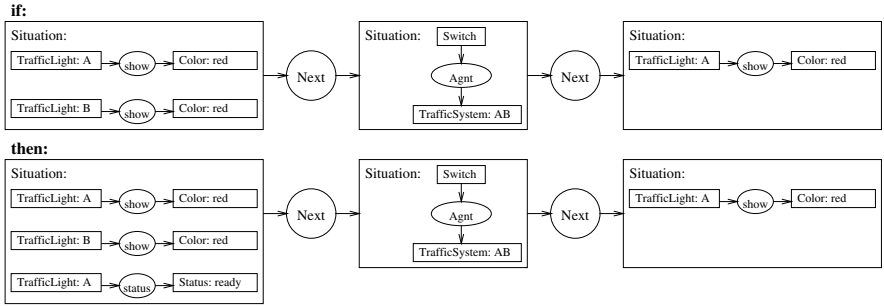 if:
Situation:
TrafficLight: A show Color: red
TrafficLight: B show Color: red
Next
Situation:
Switch
Agnt
TrafficSystem: AB
Next
Situation:
TrafficLight: A show Color: red
then:
Situation:
TrafficLight: A show Color: red
TrafficLight: B show Color: red
TrafficLight: A status Status: ready
Next
Situation:
Switch
Agnt
TrafficSystem: AB
Next
Situation:
TrafficLight: A show Color: red